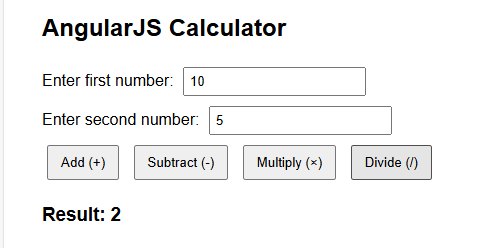 AngularJS Calculator
Enter first number: 10
Enter second number: 5
Add (+) Subtract (-) Multiply (×) Divide (/)
Result: 2